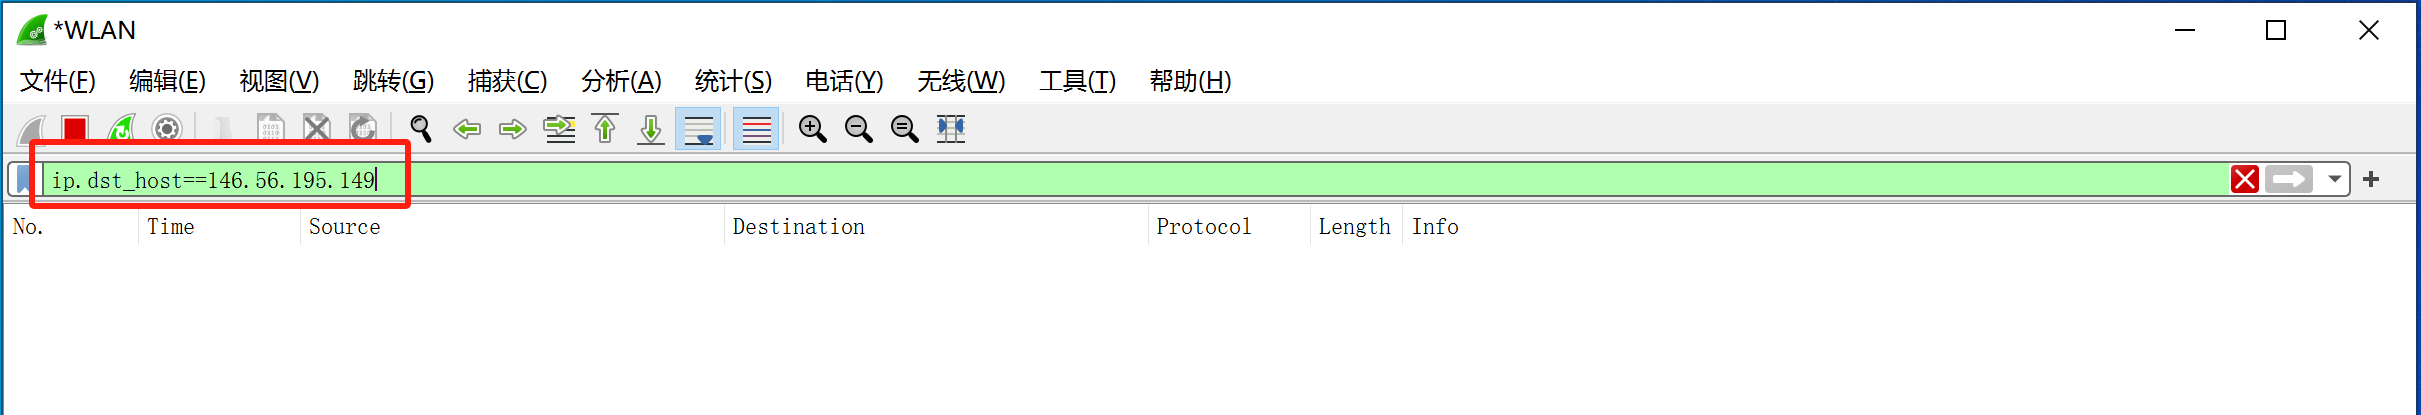 *WLAN
文件(F) 编辑(E) 视图(V) 跳转(G) 捕获(C) 分析(A) 统计(S) 电话(Y) 无线(W) 工具(T) 帮助(H)
ip.dst_host==146.56.195.149
No. Time Source Destination Protocol Length Info